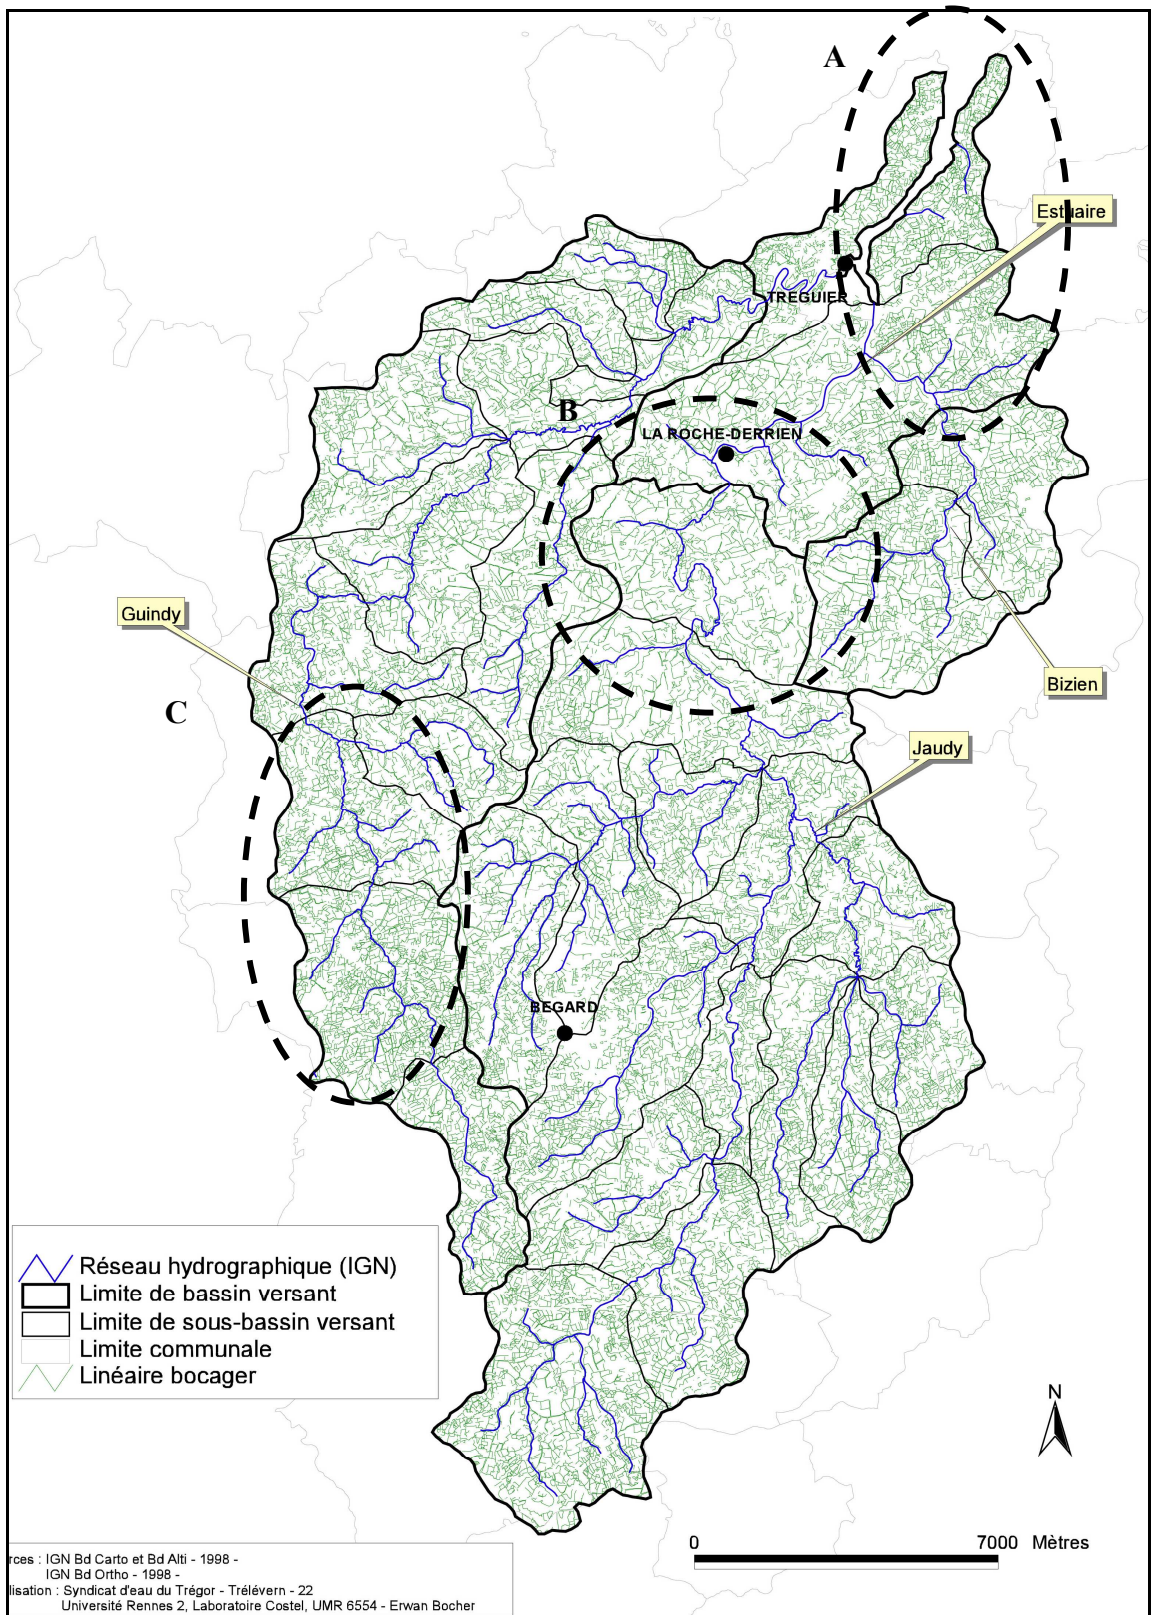 A
Estuaire
TREGUIER
B
LA ROCHE-DERRIEN
Guindy
Bizien
C
Jaudy
BEGARD
Réseau hydrographique (IGN)
Limite de bassin versant
Limite de sous-bassin versant
Limite communale
Linéaire bocager
N
0 7000 Mètres
rces : IGN Bd Carto et Bd Alti - 1998 -
IGN Bd Ortho - 1998 -
lisation : Syndicat d'eau du Trégor - Trélévern - 22
Université Rennes 2, Laboratoire Costel, UMR 6554 - Erwan Bocher